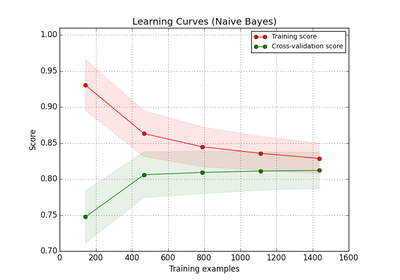 Learning Curves (Naive Bayes)
1.00
0.95
0.90
0.85
0.80
0.75
0.70
Score
Training score
Cross-validation score
0 200 400 600 800 1000 1200 1400 1600
Training examples